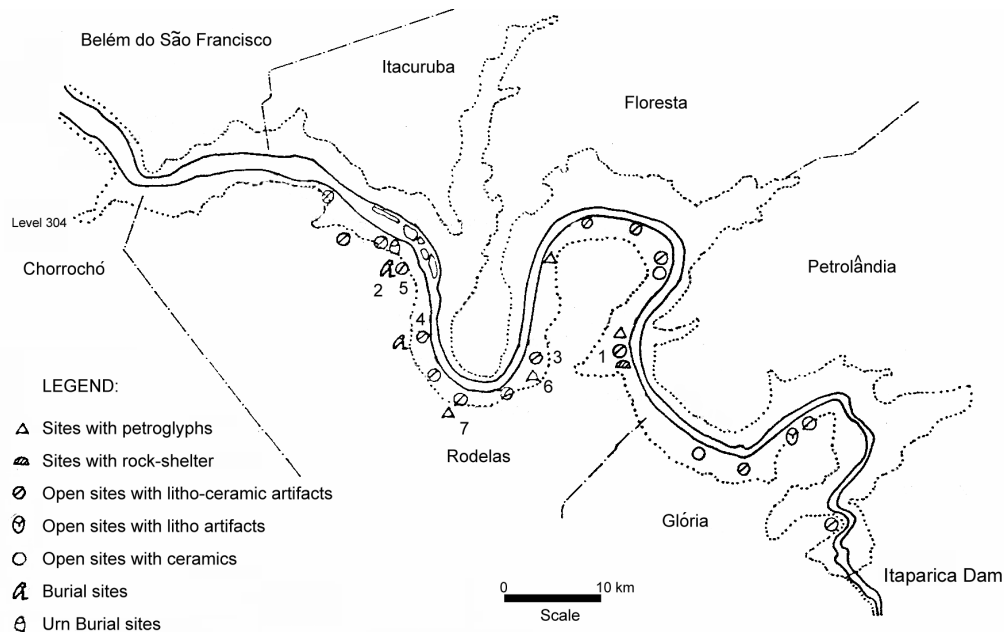 Belém do São Francisco
Itacuruba
Floresta
Level 304
Chorrochó
Petrolândia
2
5
4
3
1
6
7
Rodelas
Glória
Itaparica Dam
LEGEND:
Sites with petroglyphs
Sites with rock-shelter
Open sites with litho-ceramic artifacts
Open sites with litho artifacts
Open sites with ceramics
Burial sites
Urn Burial sites
0 10 km
Scale